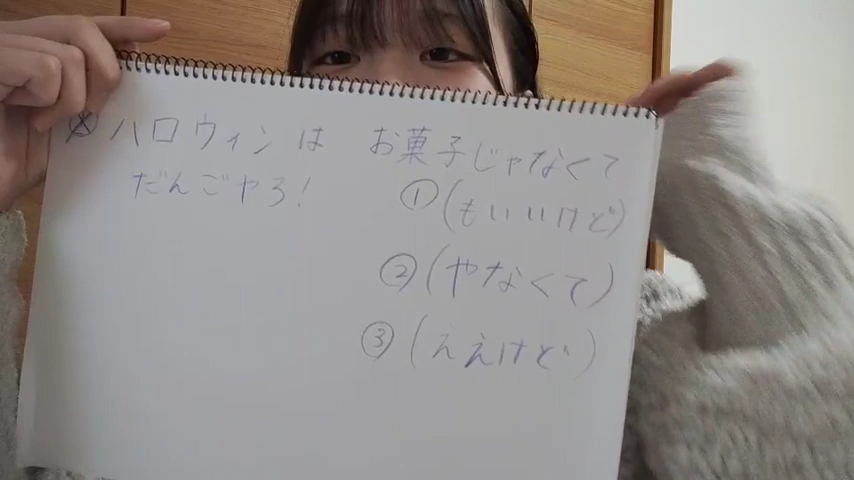 Ⓐ ハロウィンは お菓子じゃなくて
だんごやろ!
① (もいいけど)
② (やなくて)
③ (ええけど)